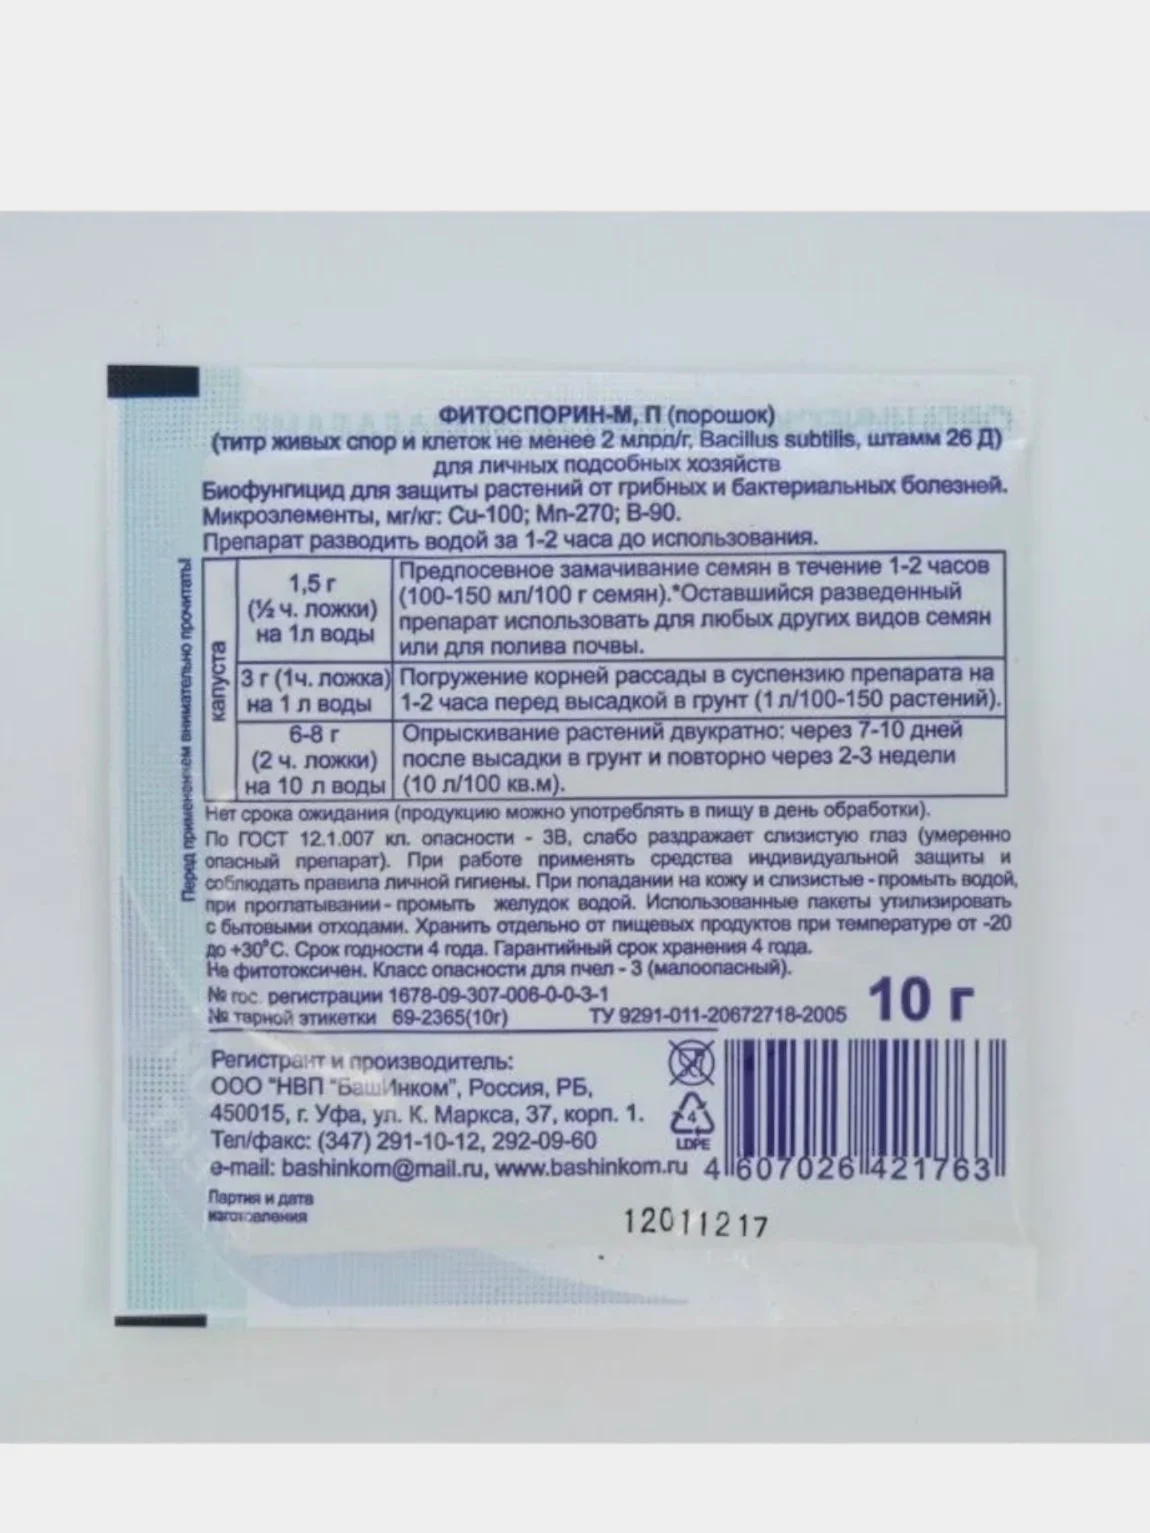 ФИТОСПОРИН-М, П (порошок)
(титр живых спор и клеток не менее 2 млрд/г, Bacillus subtilis, штамм 26 Д)
для личных подсобных хозяйств
Биофунгицид для защиты растений от грибных и бактериальных болезней.
Микроэлементы, мг/кг: Cu-100; Mn-270; B-90.
Препарат разводить водой за 1-2 часа до использования.
Перед применением внимательно прочитать!
капуста
1,5 г
(½ ч. ложки)
на 1л воды
Предпосевное замачивание семян в течение 1-2 часов
(100-150 мл/100 г семян).*Оставшийся разведенный
препарат использовать для любых других видов семян
или для полива почвы.
3 г (1ч. ложка)
на 1 л воды
Погружение корней рассады в суспензию препарата на
1-2 часа перед высадкой в грунт (1 л/100-150 растений).
6-8 г
(2 ч. ложки)
на 10 л воды
Опрыскивание растений двукратно: через 7-10 дней
после высадки в грунт и повторно через 2-3 недели
(10 л/100 кв.м).
Нет срока ожидания (продукцию можно употреблять в пищу в день обработки).
По ГОСТ 12.1.007 кл. опасности - 3В, слабо раздражает слизистую глаз (умеренно
опасный препарат). При работе применять средства индивидуальной защиты и
соблюдать правила личной гигиены. При попадании на кожу и слизистые - промыть водой,
при проглатывании - промыть желудок водой. Использованные пакеты утилизировать
с бытовыми отходами. Хранить отдельно от пищевых продуктов при температуре от -20
до +30°С. Срок годности 4 года. Гарантийный срок хранения 4 года.
Не фитотоксичен. Класс опасности для пчел - 3 (малоопасный).
№ гос. регистрации 1678-09-307-006-0-0-3-1
№ тарной этикетки 69-2365(10г)
ТУ 9291-011-20672718-2005
10 г
Регистрант и производитель:
ООО "НВП "БашИнком", Россия, РБ,
450015, г. Уфа, ул. К. Маркса, 37, корп. 1.
Тел/факс: (347) 291-10-12, 292-09-60
e-mail: bashinkom@mail.ru, www.bashinkom.ru
4
LDPE
4 607026 421763
Партия и дата
изготовления
12011217